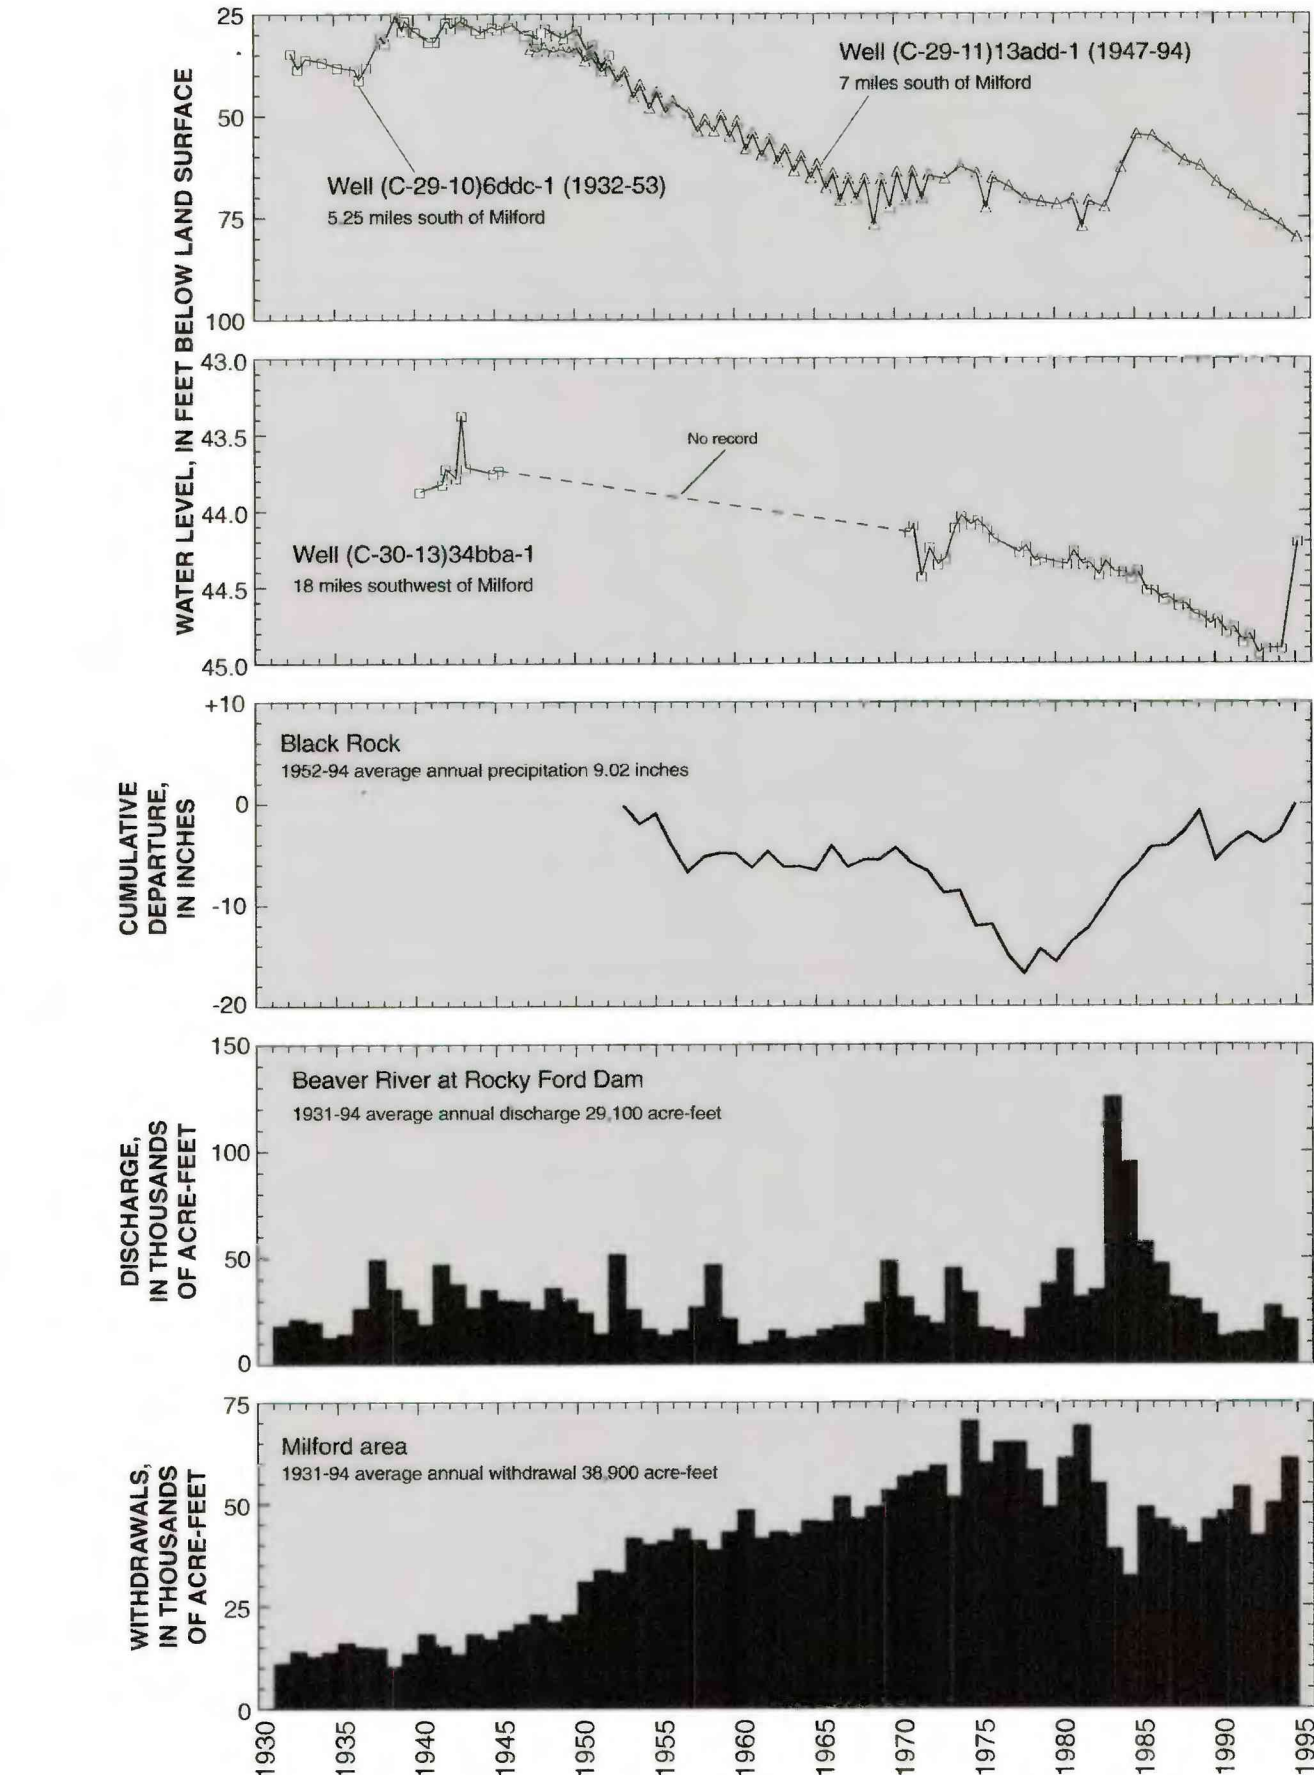 WATER LEVEL, IN FEET BELOW LAND SURFACE
25
50
75
100
Well (C-29-11)13add-1 (1947-94)
7 miles south of Milford
Well (C-29-10)6ddc-1 (1932-53)
5.25 miles south of Milford
43.0
43.5
44.0
44.5
45.0
No record
Well (C-30-13)34bba-1
18 miles southwest of Milford
CUMULATIVE
DEPARTURE,
IN INCHES
+10
0
-10
-20
Black Rock
1952-94 average annual precipitation 9.02 inches
DISCHARGE,
IN THOUSANDS
OF ACRE-FEET
150
100
50
0
Beaver River at Rocky Ford Dam
1931-94 average annual discharge 29,100 acre-feet
WITHDRAWALS,
IN THOUSANDS
OF ACRE-FEET
75
50
25
0
Milford area
1931-94 average annual withdrawal 38,900 acre-feet
1930
1935
1940
1945
1950
1955
1960
1965
1970
1975
1980
1985
1990
1995